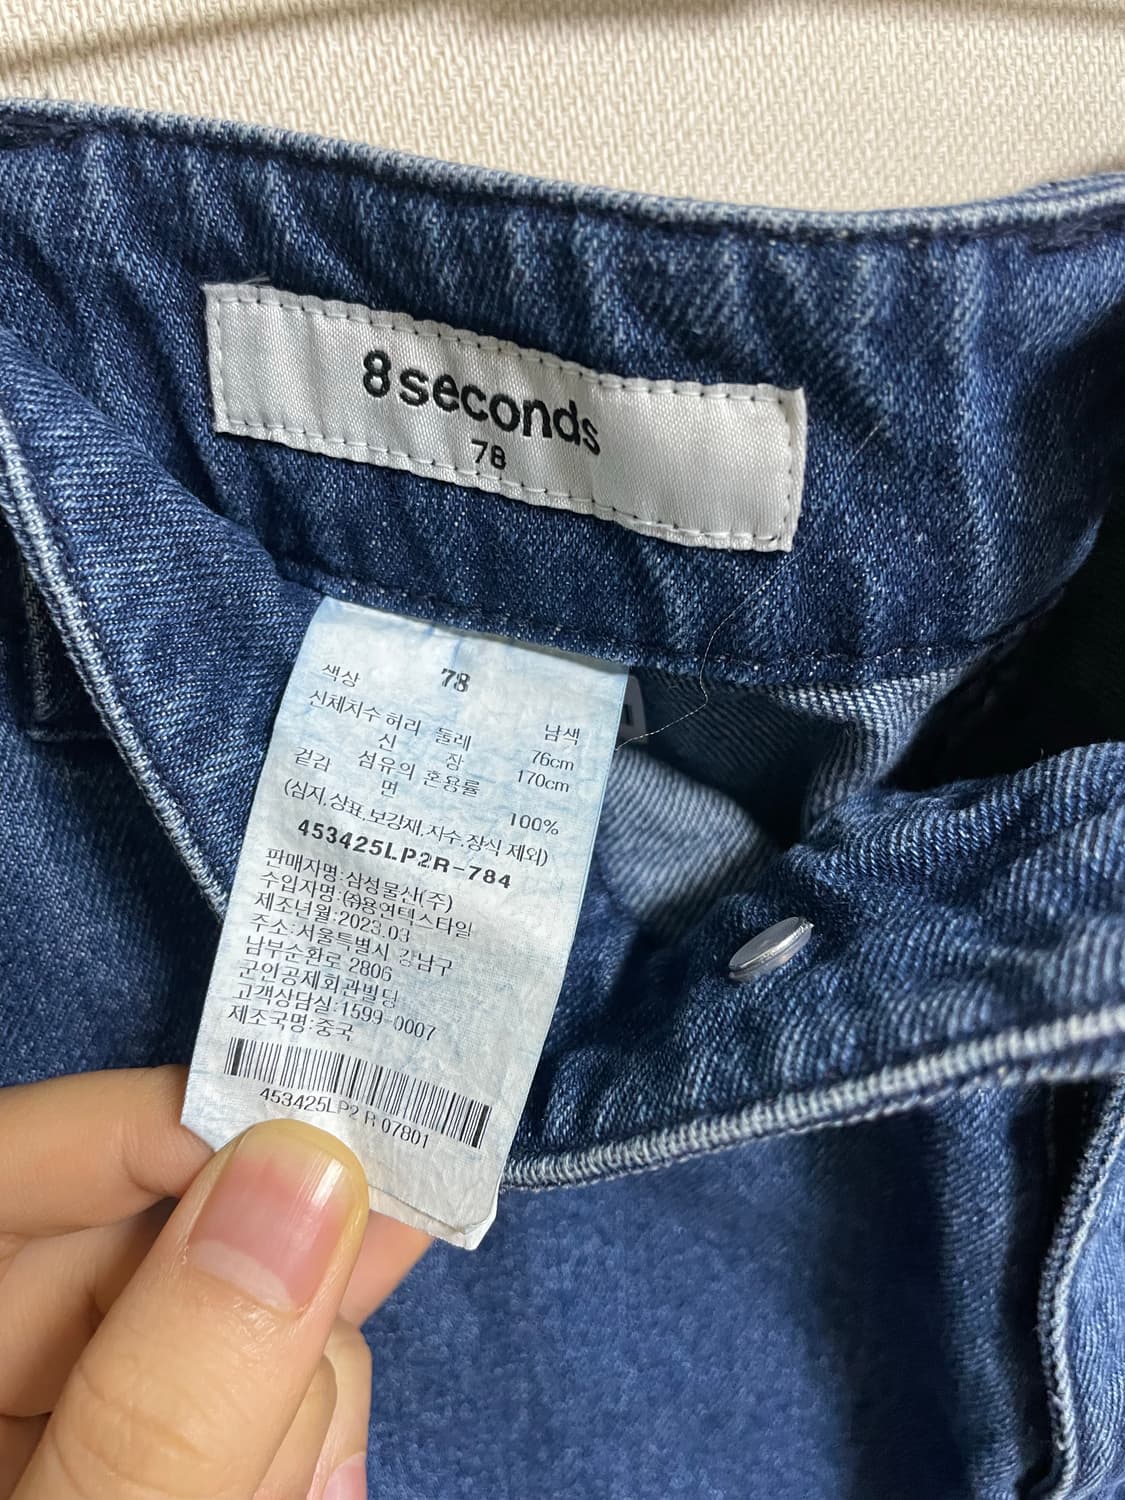 8seconds
78
78
색상 남색
신체치수 허리 둘레 76cm
신 장 170cm
겉감 섬유의 혼용률
면 100%
(심지,상표,보강재,자수,장식 제외)
453425LP2R-784
판매자명:삼성물산(주)
수입자명:㈜용연텍스타일
제조년월:2023.03
주소:서울특별시 강남구
남부순환로 2806
군인공제회관빌딩
고객상담실:1599-0007
제조국명:중국
453425LP2 R 07801